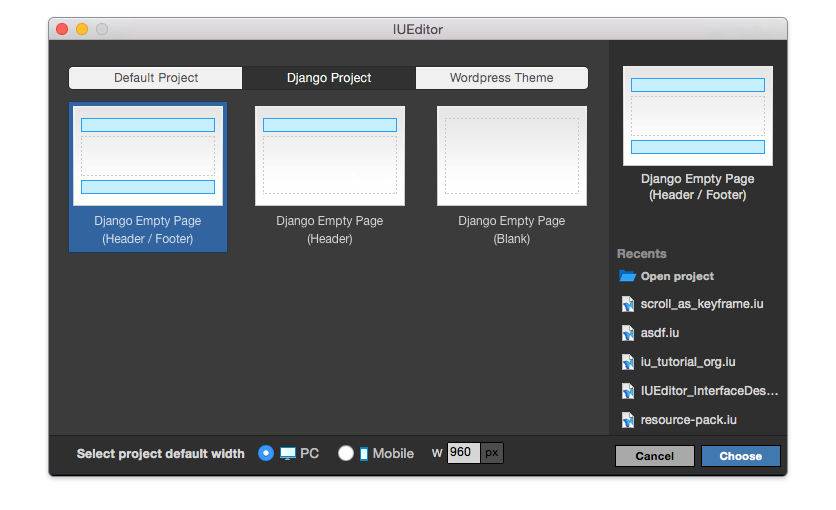 IUEditor
Default Project
Django Project
Wordpress Theme
Django Empty Page
(Header / Footer)
Django Empty Page
(Header)
Django Empty Page
(Blank)
Django Empty Page
(Header / Footer)
Recents
Open project
scroll_as_keyframe.iu
asdf.iu
iu_tutorial_org.iu
IUEditor_InterfaceDes...
resource-pack.iu
Select project default width
PC
Mobile
W 960 px
Cancel
Choose